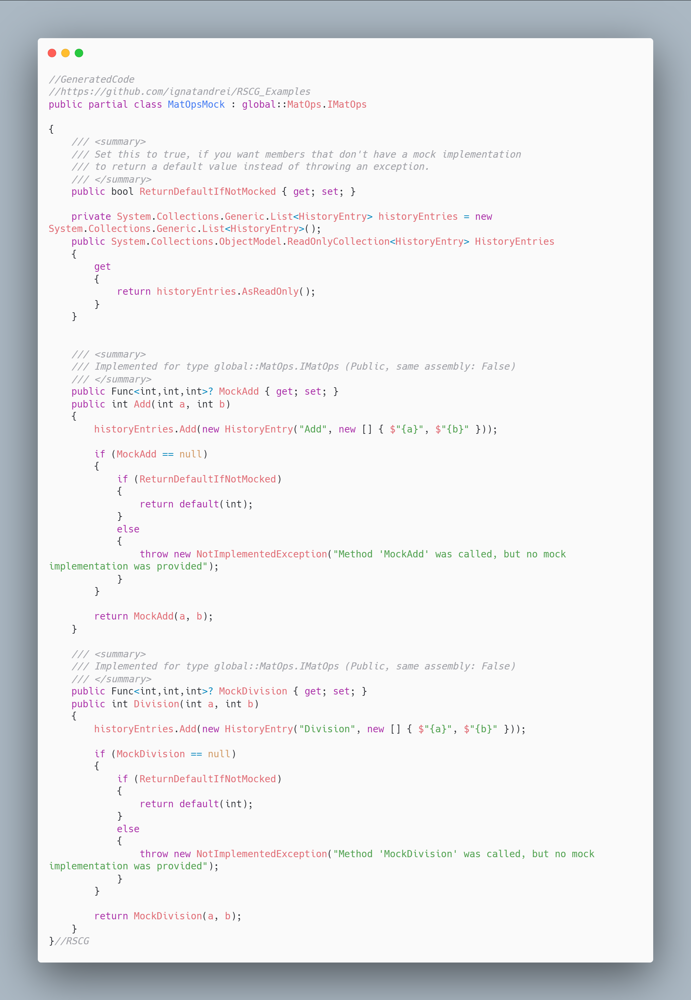 //GeneratedCode
//https://github.com/ignatandrei/RSCG_Examples
public partial class MatOpsMock : global::MatOps.IMatOps
{
    /// <summary>
    /// Set this to true, if you want members that don't have a mock implementation
    /// to return a default value instead of throwing an exception.
    /// </summary>
    public bool ReturnDefaultIfNotMocked { get; set; }
    private System.Collections.Generic.List<HistoryEntry> historyEntries = new
System.Collections.Generic.List<HistoryEntry>();
    public System.Collections.ObjectModel.ReadOnlyCollection<HistoryEntry> HistoryEntries
    {
        get
        {
            return historyEntries.AsReadOnly();
        }
    }
    /// <summary>
    /// Implemented for type global::MatOps.IMatOps (Public, same assembly: False)
    /// </summary>
    public Func<int,int,int>? MockAdd { get; set; }
    public int Add(int a, int b)
    {
        historyEntries.Add(new HistoryEntry("Add", new [] { $"{a}", $"{b}" }));
        if (MockAdd == null)
        {
            if (ReturnDefaultIfNotMocked)
            {
                return default(int);
            }
            else
            {
                throw new NotImplementedException("Method 'MockAdd' was called, but no mock
implementation was provided");
            }
        }
        return MockAdd(a, b);
    }
    /// <summary>
    /// Implemented for type global::MatOps.IMatOps (Public, same assembly: False)
    /// </summary>
    public Func<int,int,int>? MockDivision { get; set; }
    public int Division(int a, int b)
    {
        historyEntries.Add(new HistoryEntry("Division", new [] { $"{a}", $"{b}" }));
        if (MockDivision == null)
        {
            if (ReturnDefaultIfNotMocked)
            {
                return default(int);
            }
            else
            {
                throw new NotImplementedException("Method 'MockDivision' was called, but no mock
implementation was provided");
            }
        }
        return MockDivision(a, b);
    }
}//RSCG